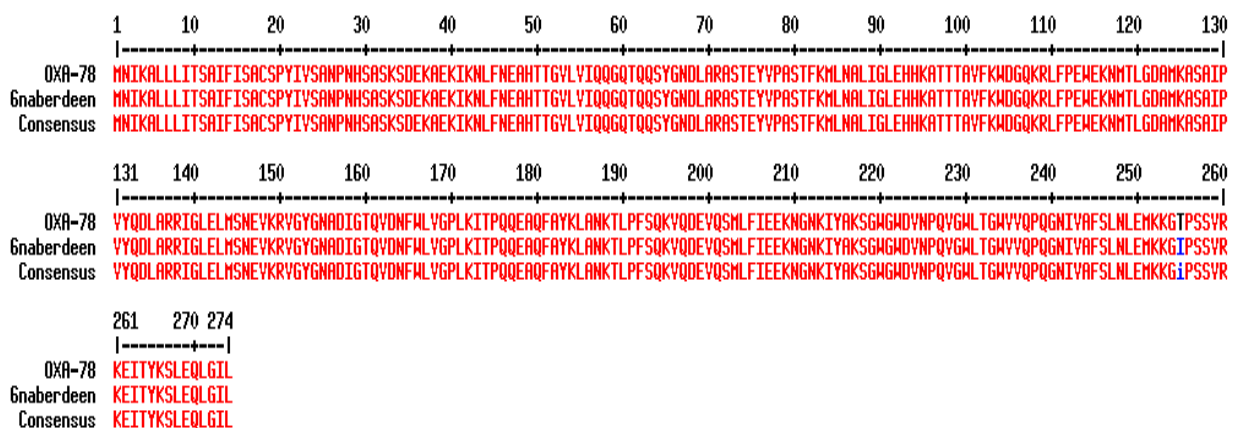 1 10 20 30 40 50 60 70 80 90 100 110 120 130
OXA-78 MNIKALLLITSAIFISACSPYIVSANPNHSASKSDEKAEKIKNLFNEAHTTGVLVIQQGQTQQSYGNDLARASTEYVPASTFKMLNALIGLEHHKATTTAVFKWDGQKRLFPEWEKNMTLGDAMKASAIP
6naberdeen MNIKALLLITSAIFISACSPYIVSANPNHSASKSDEKAEKIKNLFNEAHTTGVLVIQQGQTQQSYGNDLARASTEYVPASTFKMLNALIGLEHHKATTTAVFKWDGQKRLFPEWEKNMTLGDAMKASAIP
Consensus MNIKALLLITSAIFISACSPYIVSANPNHSASKSDEKAEKIKNLFNEAHTTGVLVIQQGQTQQSYGNDLARASTEYVPASTFKMLNALIGLEHHKATTTAVFKWDGQKRLFPEWEKNMTLGDAMKASAIP
131 140 150 160 170 180 190 200 210 220 230 240 250 260
OXA-78 VYQDLARRIGLELMSNEVKRVGYGNADIGTQVDNFWLVGPLKITPQQEAQFAYKLANKTLPFSQKVQDEVQSMLFIEEKNGNKIYAKSGWGWDVNPQVGWLTGWVVQPQGNIVAFSLNLEMKKGTPSSVR
6naberdeen VYQDLARRIGLELMSNEVKRVGYGNADIGTQVDNFWLVGPLKITPQQEAQFAYKLANKTLPFSQKVQDEVQSMLFIEEKNGNKIYAKSGWGWDVNPQVGWLTGWVVQPQGNIVAFSLNLEMKKGIPSSVR
Consensus VYQDLARRIGLELMSNEVKRVGYGNADIGTQVDNFWLVGPLKITPQQEAQFAYKLANKTLPFSQKVQDEVQSMLFIEEKNGNKIYAKSGWGWDVNPQVGWLTGWVVQPQGNIVAFSLNLEMKKGiPSSVR
261 270 274
OXA-78 KEITYKSLEQLGIL
6naberdeen KEITYKSLEQLGIL
Consensus KEITYKSLEQLGIL